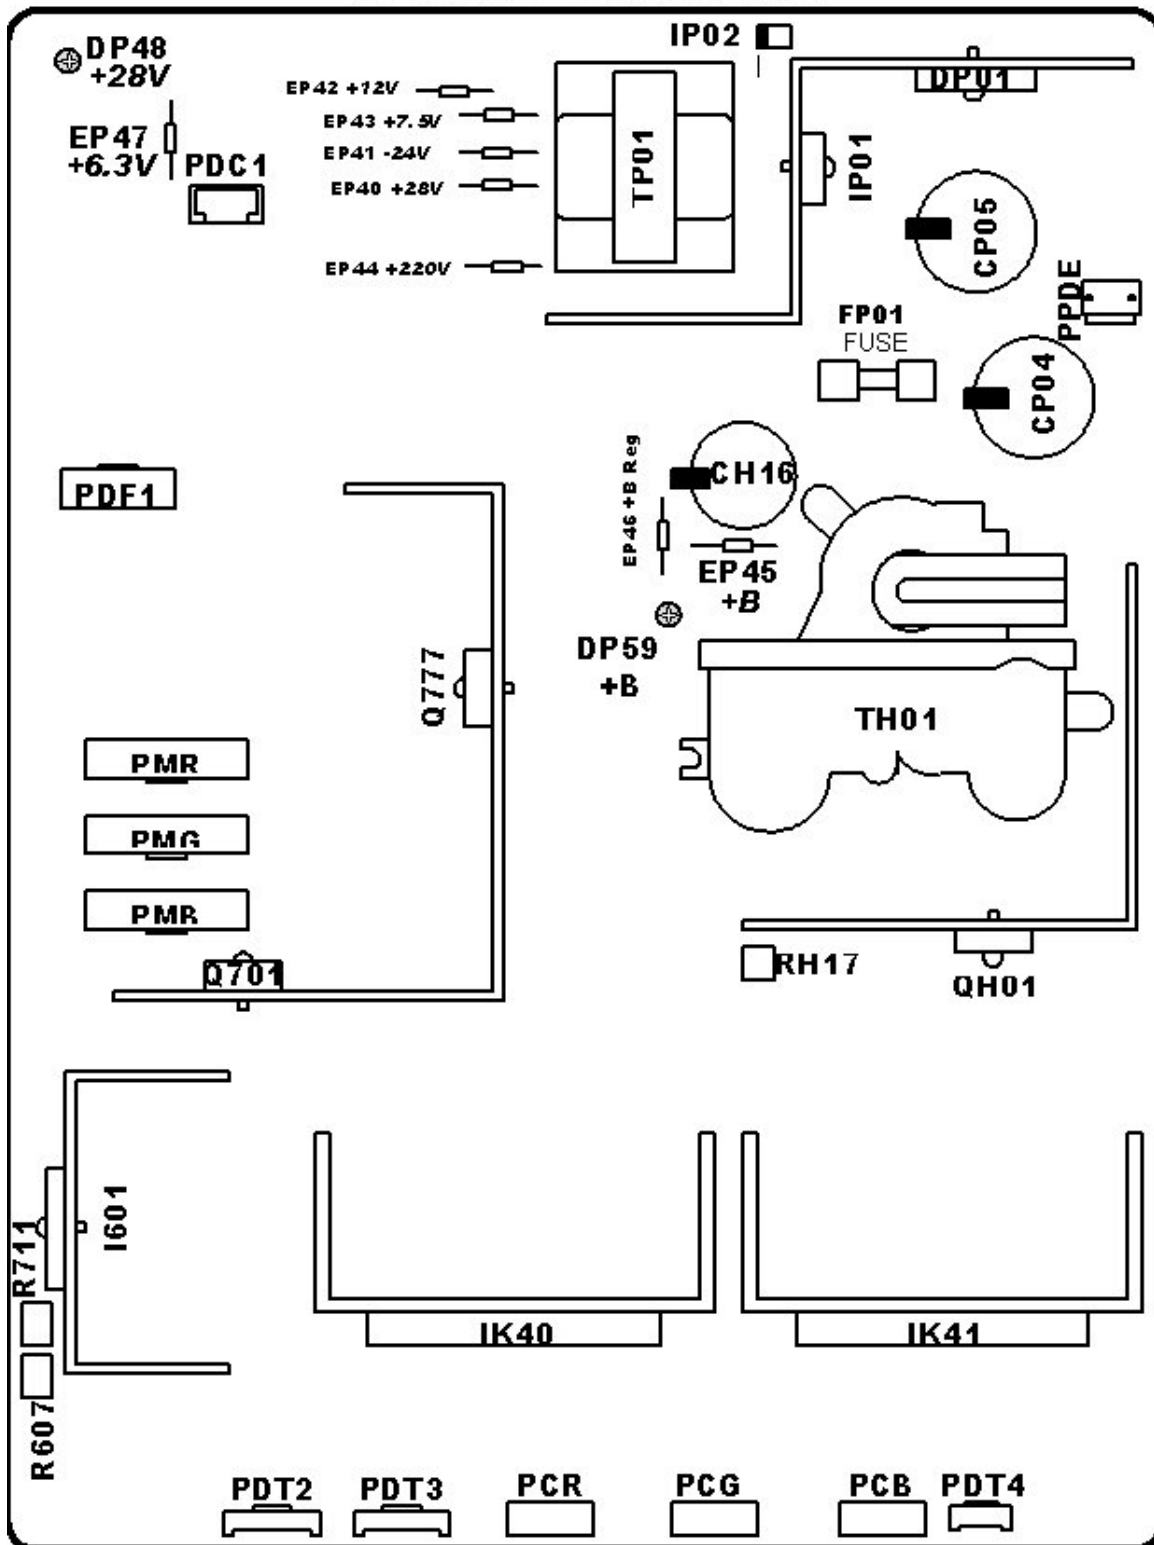 IP02
DP48
+28V
DP01
EP42 +12V
EP43 +7.5V
EP47
+6.3V
EP41 -24V
PDC1
EP40 +28V
TP01
IP01
CP05
EP44 +220V
PPDE
FP01
FUSE
CP04
EP46 +B Reg
CH16
PDF1
EP45
+B
DP59
+B
Q777
TH01
PMR
PMG
PMB
Q701
RH17
QH01
I601
R711
IK40
IK41
R607
PDT2
PDT3
PCR
PCG
PCB
PDT4